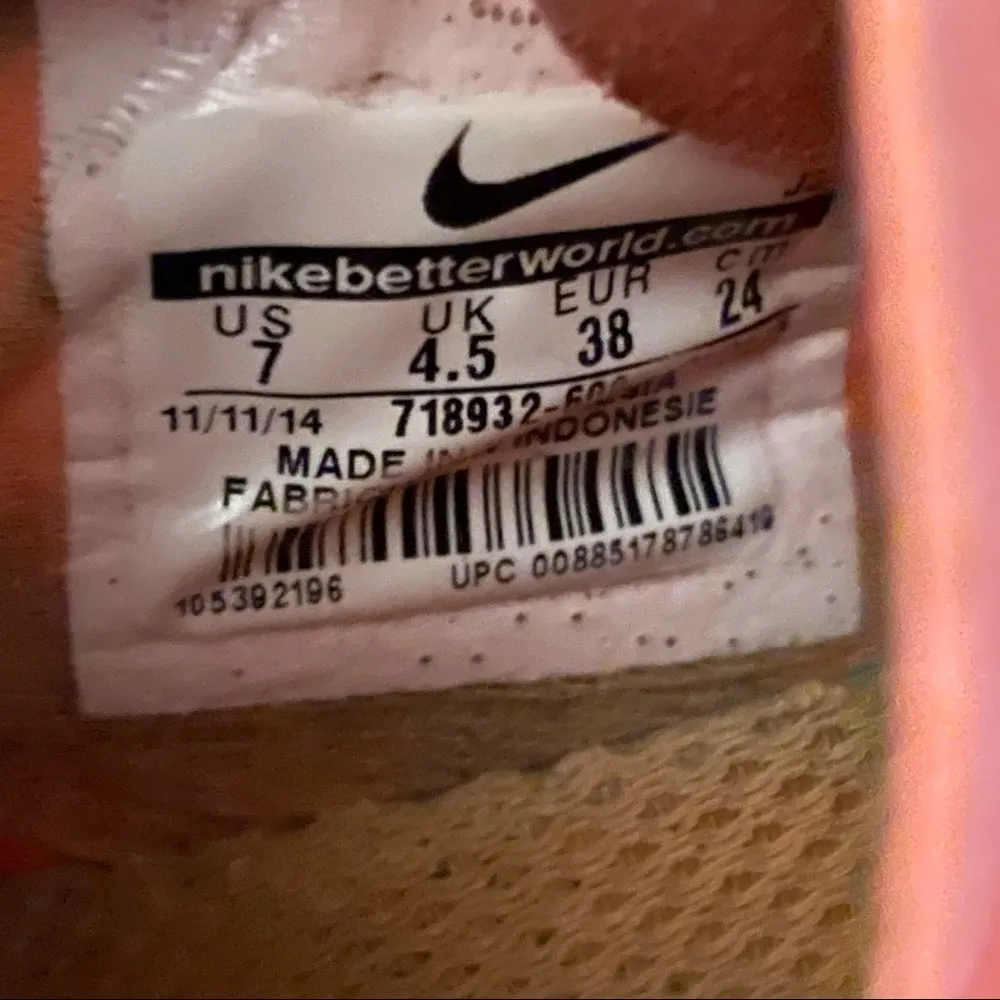 nikebetterworld.com
US UK EUR cm
7 4.5 38 24
11/11/14 718932-
MADE INDONESIE
105392196 UPC 00885178786419